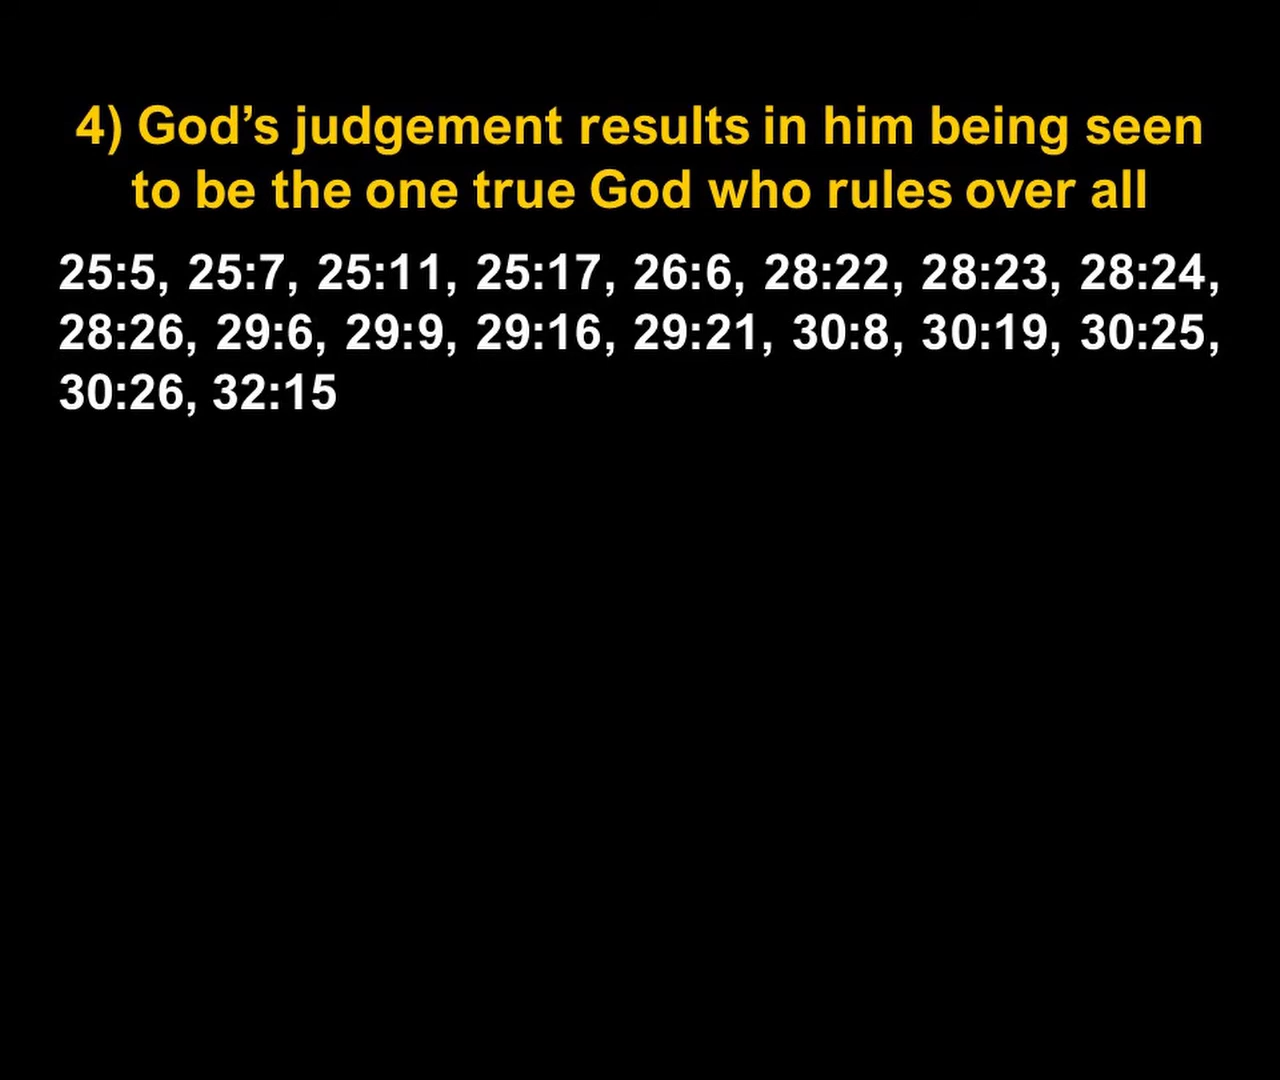 4) God’s judgement results in him being seen
to be the one true God who rules over all
25:5, 25:7, 25:11, 25:17, 26:6, 28:22, 28:23, 28:24,
28:26, 29:6, 29:9, 29:16, 29:21, 30:8, 30:19, 30:25,
30:26, 32:15